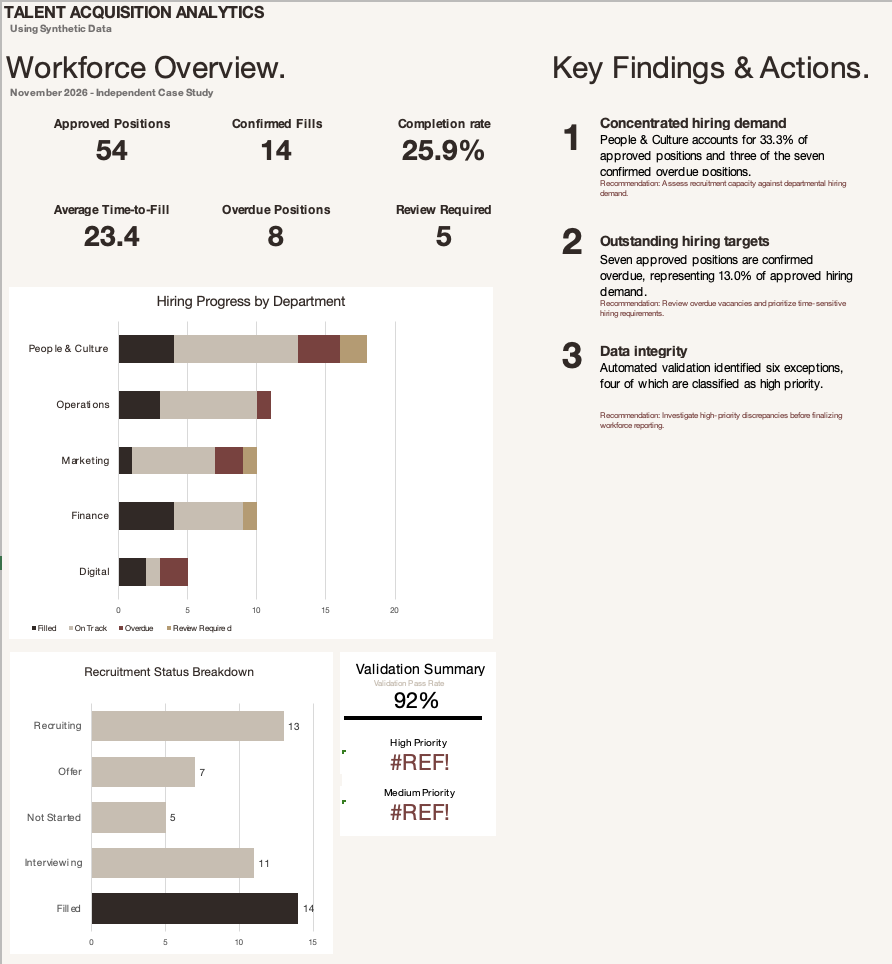 TALENT ACQUISITION ANALYTICS
Using Synthetic Data
Workforce Overview.
November 2026 - Independent Case Study
Approved Positions
Confirmed Fills
Completion rate
54
14
25.9%
Average Time-to-Fill
Overdue Positions
Review Required
23.4
8
5
Hiring Progress by Department
People & Culture
Operations
Marketing
Finance
Digital
0
5
10
15
20
Filled
On Track
Overdue
Review Required
Recruitment Status Breakdown
Recruiting
13
Offer
7
Not Started
5
Interviewing
11
Filled
14
0
5
10
15
Validation Summary
Validation Pass Rate
92%
High Priority
#REF!
Medium Priority
#REF!
Key Findings & Actions.
1
Concentrated hiring demand
People & Culture accounts for 33.3% of
approved positions and three of the seven
confirmed overdue positions.
Recommendation: Assess recruitment capacity against departmental hiring
demand.
2
Outstanding hiring targets
Seven approved positions are confirmed
overdue, representing 13.0% of approved hiring
demand.
Recommendation: Review overdue vacancies and prioritize time-sensitive
hiring requirements.
3
Data integrity
Automated validation identified six exceptions,
four of which are classified as high priority.
Recommendation: Investigate high-priority discrepancies before finalizing
workforce reporting.